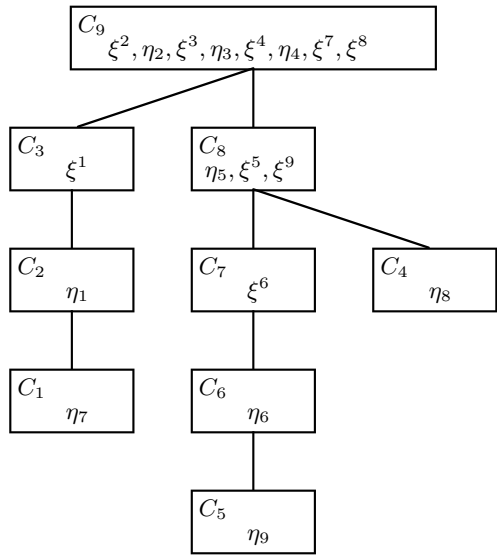 C₉
ξ², η₂, ξ³, η₃, ξ⁴, η₄, ξ⁷, ξ⁸
C₃
ξ¹
C₈
η₅, ξ⁵, ξ⁹
C₂
η₁
C₇
ξ⁶
C₄
η₈
C₁
η₇
C₆
η₆
C₅
η₉